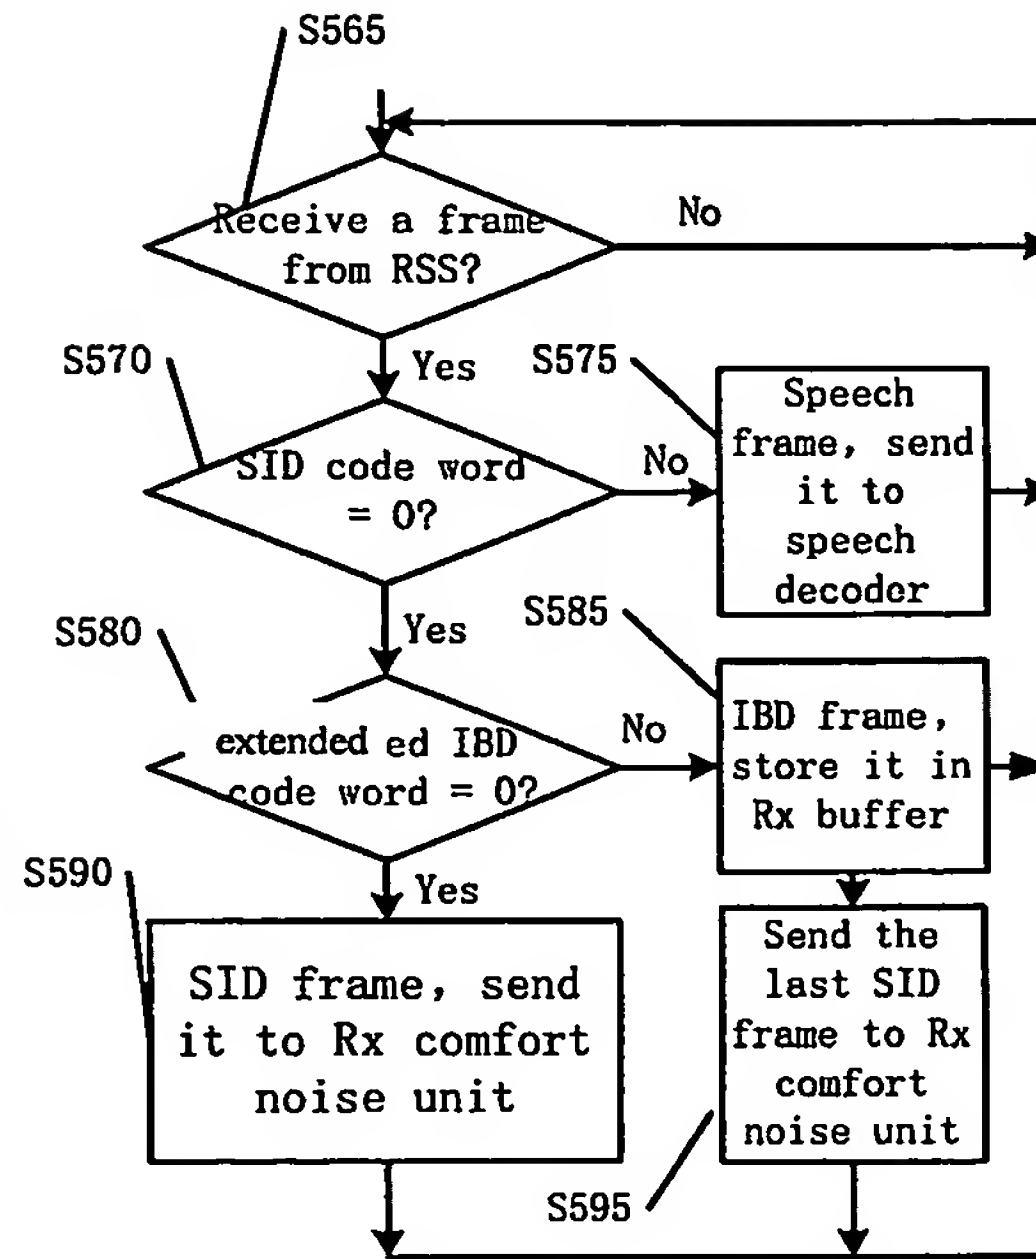 S565
Receive a frame
from RSS?
No
Yes
S570
SID code word
= 0?
No
S575
Speech
frame, send
it to
speech
decoder
Yes
S580
extended ed IBD
code word = 0?
No
S585
IBD frame,
store it in
Rx buffer
Yes
S590
SID frame, send
it to Rx comfort
noise unit
Send the
last SID
frame to Rx
comfort
noise unit
S595